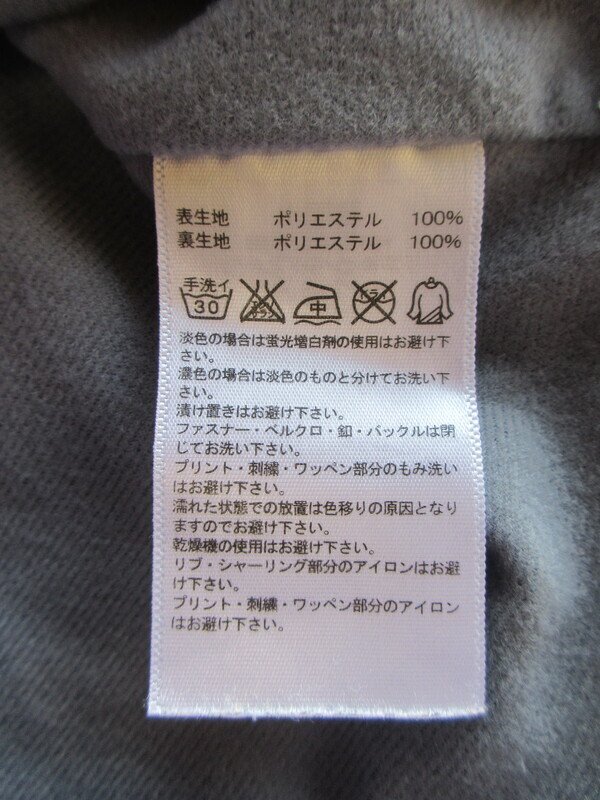 表生地 ポリエステル 100%
裏生地 ポリエステル 100%
手洗イ 30 中
淡色の場合は蛍光増白剤の使用はお避け下
さい。
濃色の場合は淡色のものと分けてお洗い下
さい。
漬け置きはお避け下さい。
ファスナー・ベルクロ・釦・バックルは閉
じてお洗い下さい。
プリント・刺繍・ワッペン部分のもみ洗い
はお避け下さい。
濡れた状態での放置は色移りの原因となり
ますのでお避け下さい。
乾燥機の使用はお避け下さい。
リブ・シャーリング部分のアイロンはお避
け下さい。
プリント・刺繍・ワッペン部分のアイロン
はお避け下さい。